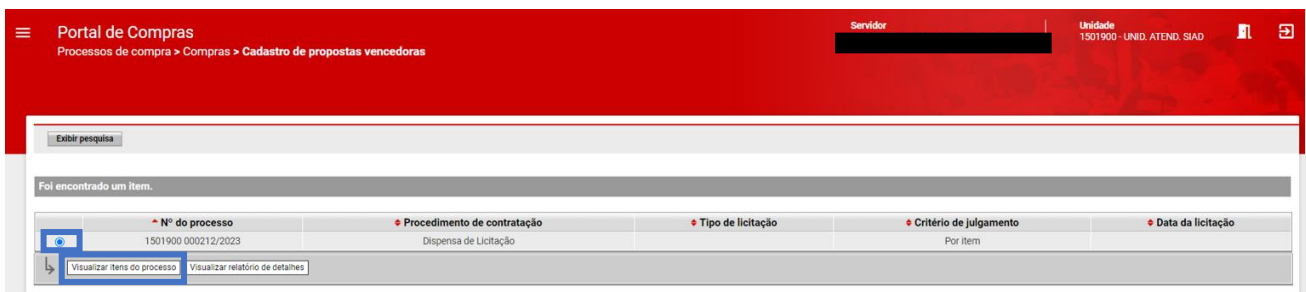 Portal de Compras
Processos de compra > Compras > Cadastro de propostas vencedoras
Servidor
Unidade
1501900 - UNID. ATEND. SIAD
Exibir pesquisa
Foi encontrado um item.
Nº do processo Procedimento de contratação Tipo de licitação Critério de julgamento Data da licitação
1501900 000212/2023 Dispensa de Licitação Por item
Visualizar itens do processo Visualizar relatório de detalhes